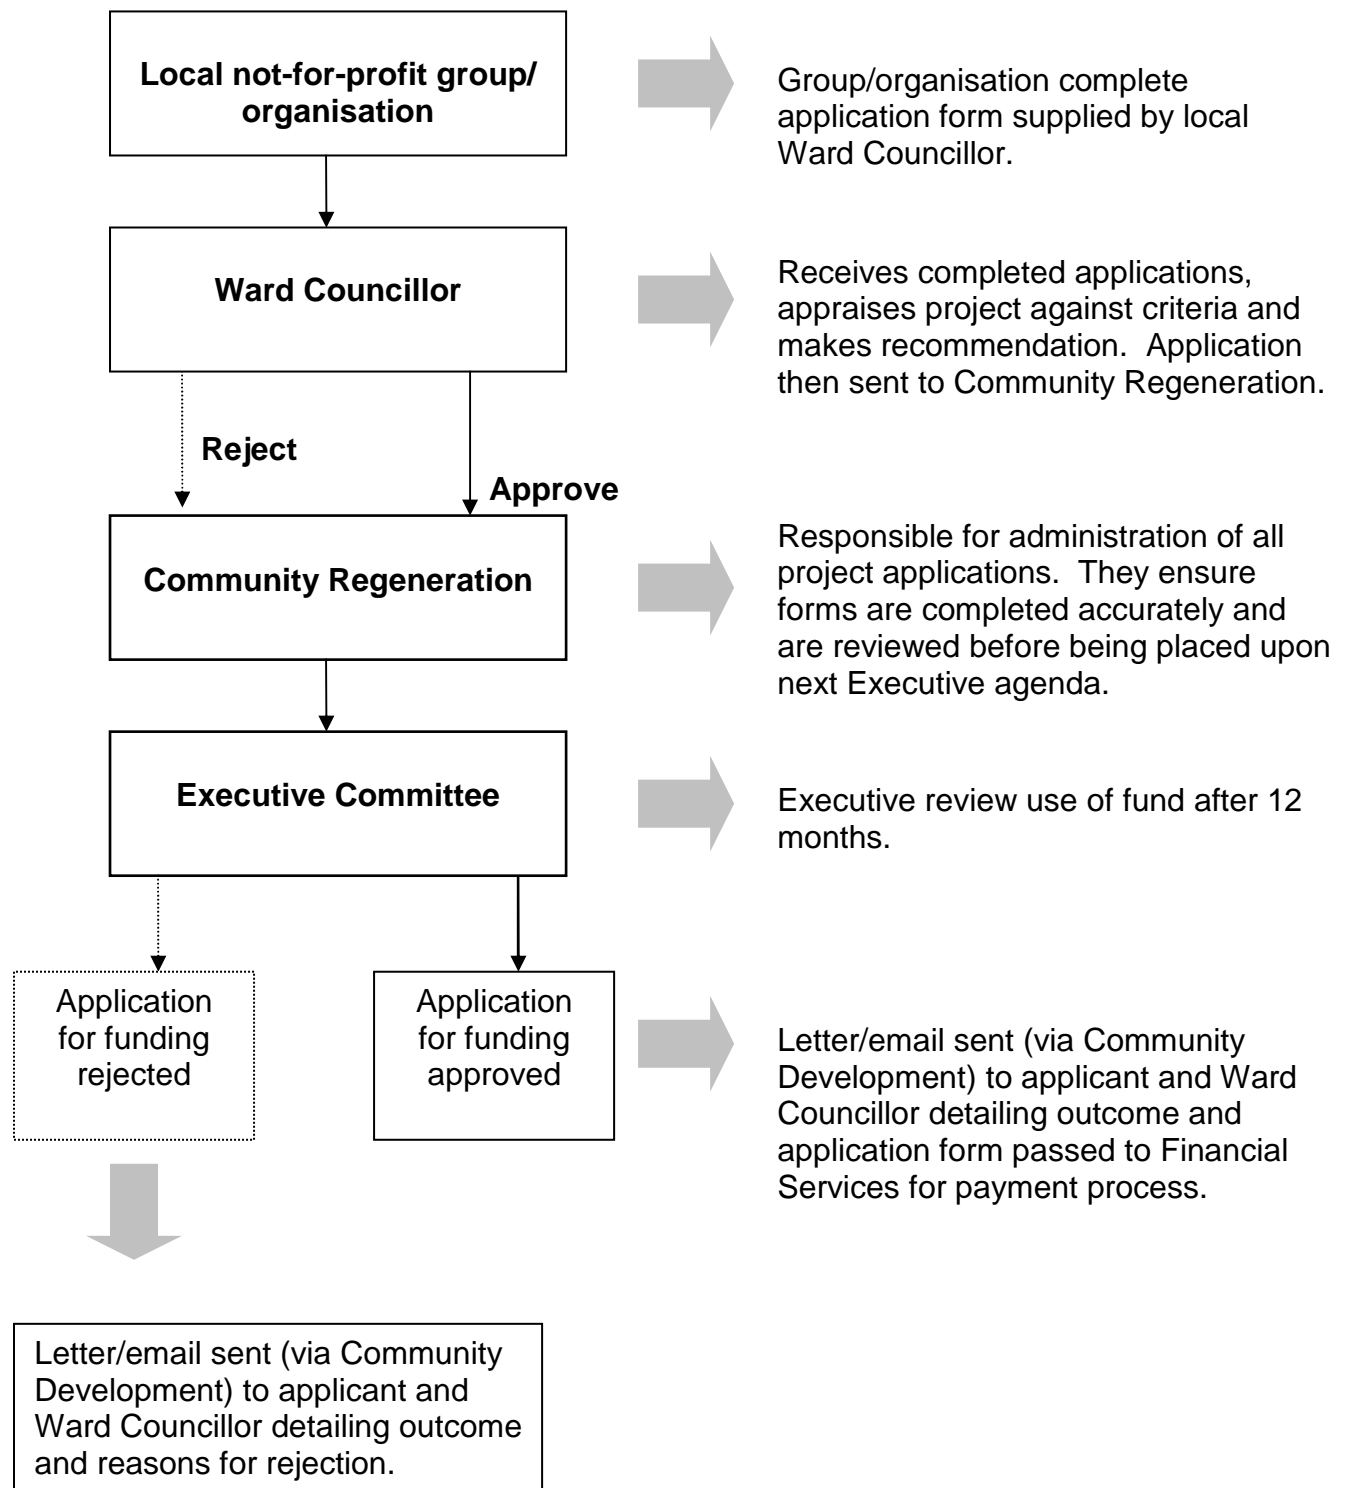 Local not-for-profit group/
organisation
Group/organisation complete
application form supplied by local
Ward Councillor.
Ward Councillor
Receives completed applications,
appraises project against criteria and
makes recommendation.  Application
then sent to Community Regeneration.
Reject
Approve
Community Regeneration
Responsible for administration of all
project applications.  They ensure
forms are completed accurately and
are reviewed before being placed upon
next Executive agenda.
Executive Committee
Executive review use of fund after 12
months.
Application
for funding
rejected
Application
for funding
approved
Letter/email sent (via Community
Development) to applicant and Ward
Councillor detailing outcome and
application form passed to Financial
Services for payment process.
Letter/email sent (via Community
Development) to applicant and
Ward Councillor detailing outcome
and reasons for rejection.